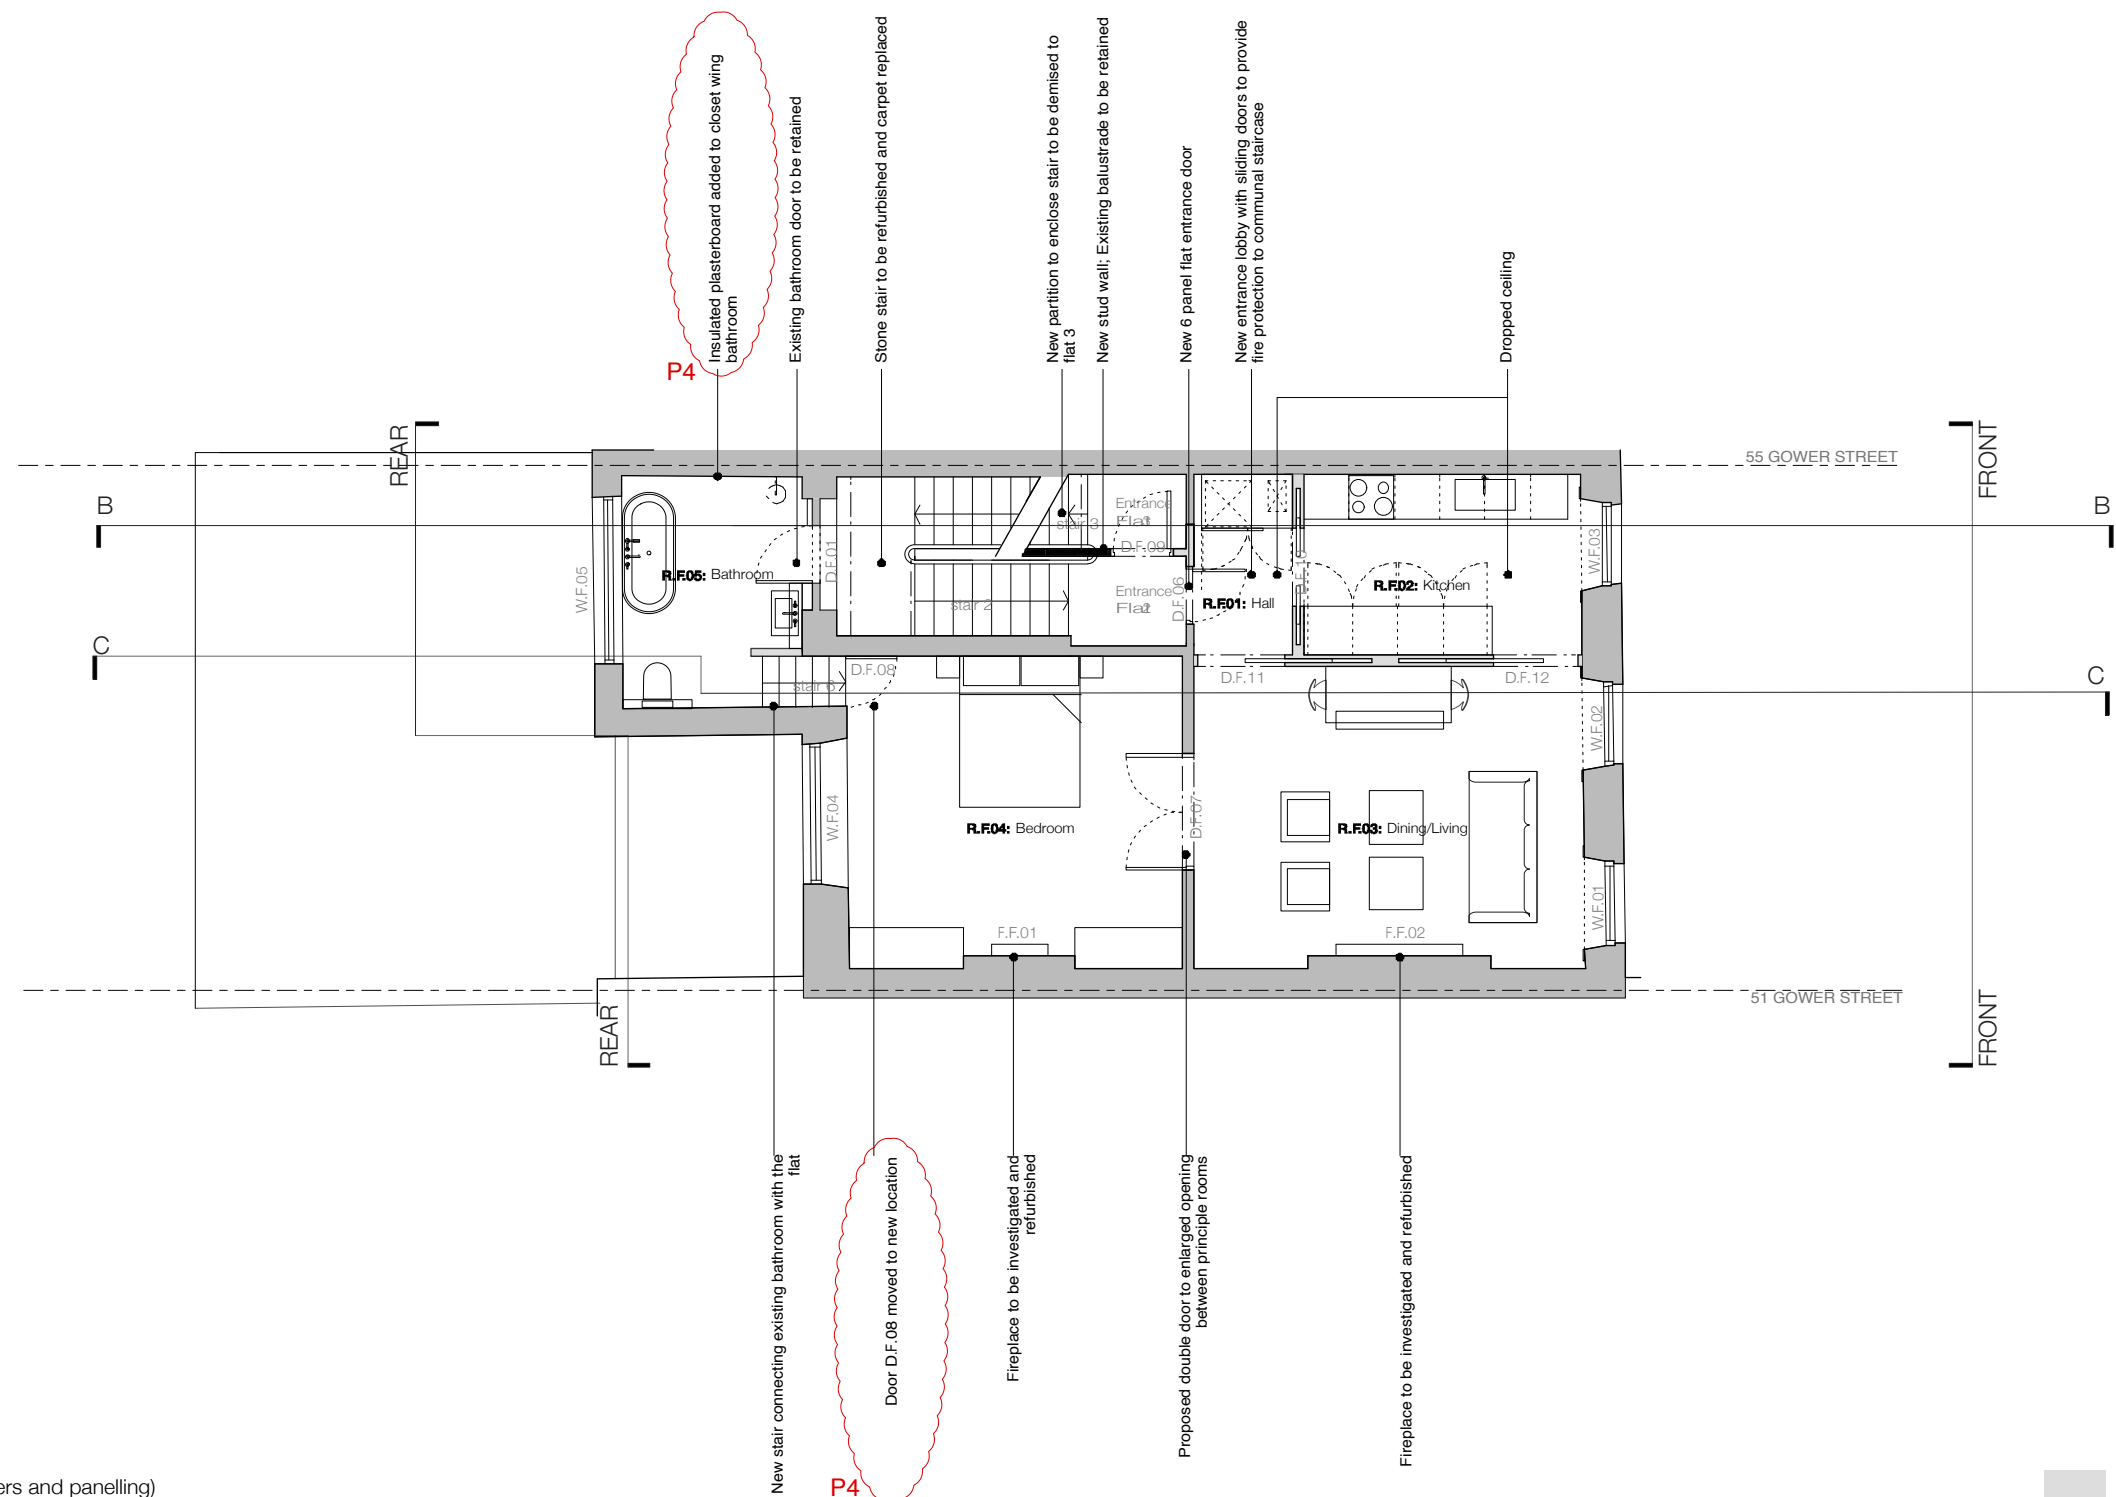 Insulated plasterboard added to closet wing
bathroom
P4
Existing bathroom door to be retained
Stone stair to be refurbished and carpet replaced
New partition to enclose stair to be demised to
flat 3
New stud wall; Existing balustrade to be retained
New 6 panel flat entrance door
New entrance lobby with sliding doors to provide
fire protection to communal staircase
Dropped ceiling
REAR
FRONT
55 GOWER STREET
B
B
C
C
W.F.05
R.F.05: Bathroom
D.F.01
stair 3
stair 2
Entrance
Flat 3
D.F.09
Entrance
Flat 2
D.F.06
R.F.01: Hall
D.F.10
R.F.02: Kitchen
W.F.03
stair 6
D.F.08
D.F.11
D.F.12
W.F.02
W.F.04
R.F.04: Bedroom
D.F.07
R.F.03: Dining/Living
W.F.01
F.F.01
F.F.02
51 GOWER STREET
REAR
FRONT
New stair connecting existing bathroom with the
flat
Door D.F.08 moved to new location
P4
Fireplace to be investigated and
refurbished
Proposed double door to enlarged opening
between principle rooms
Fireplace to be investigated and refurbished
ers and panelling)